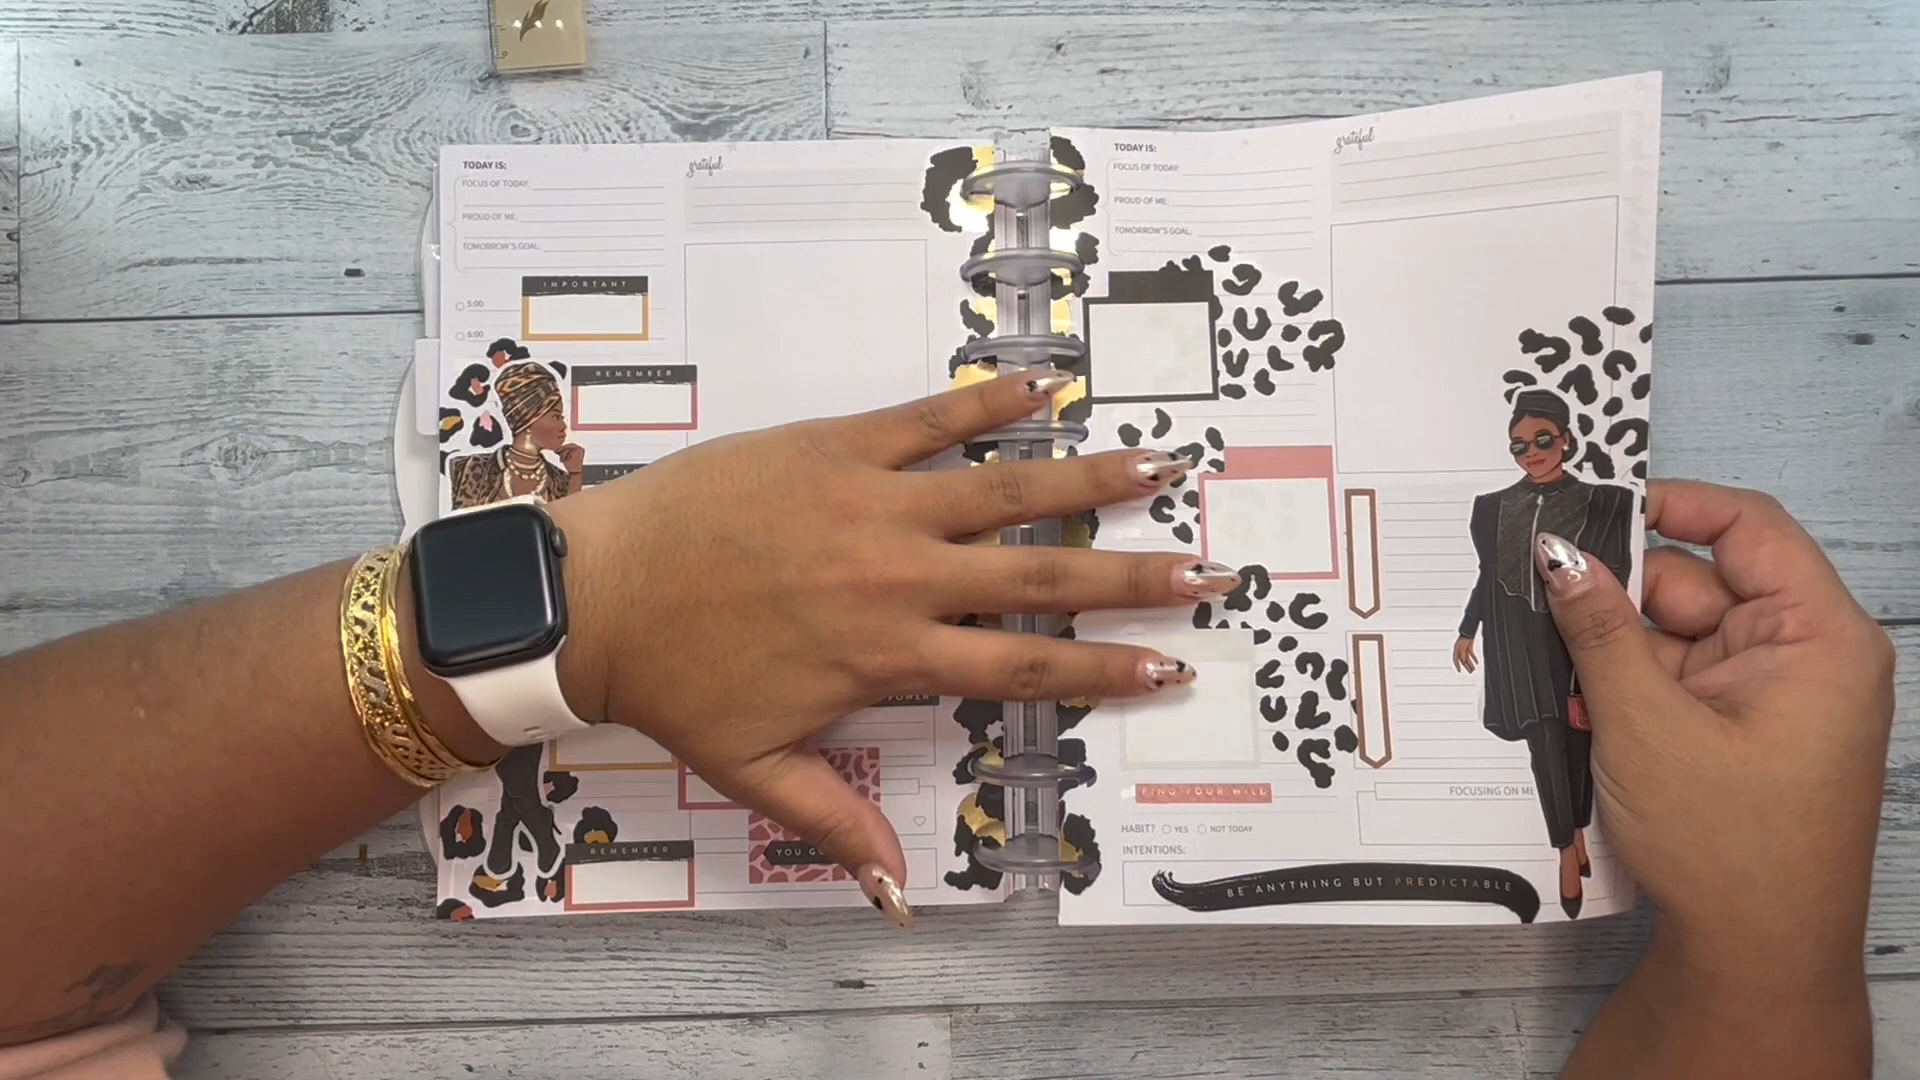 TODAY IS:
grateful
FOCUS OF TODAY:
PROUD OF ME:
TOMORROW'S GOAL:
IMPORTANT
5:00
6:00
REMEMBER
POWER
YOU
REMEMBER
TODAY IS:
grateful
FOCUS OF TODAY:
PROUD OF ME:
TOMORROW'S GOAL:
FIND YOUR WILL
FOCUSING ON ME
HABIT? YES NOT TODAY
INTENTIONS:
BE ANYTHING BUT PREDICTABLE